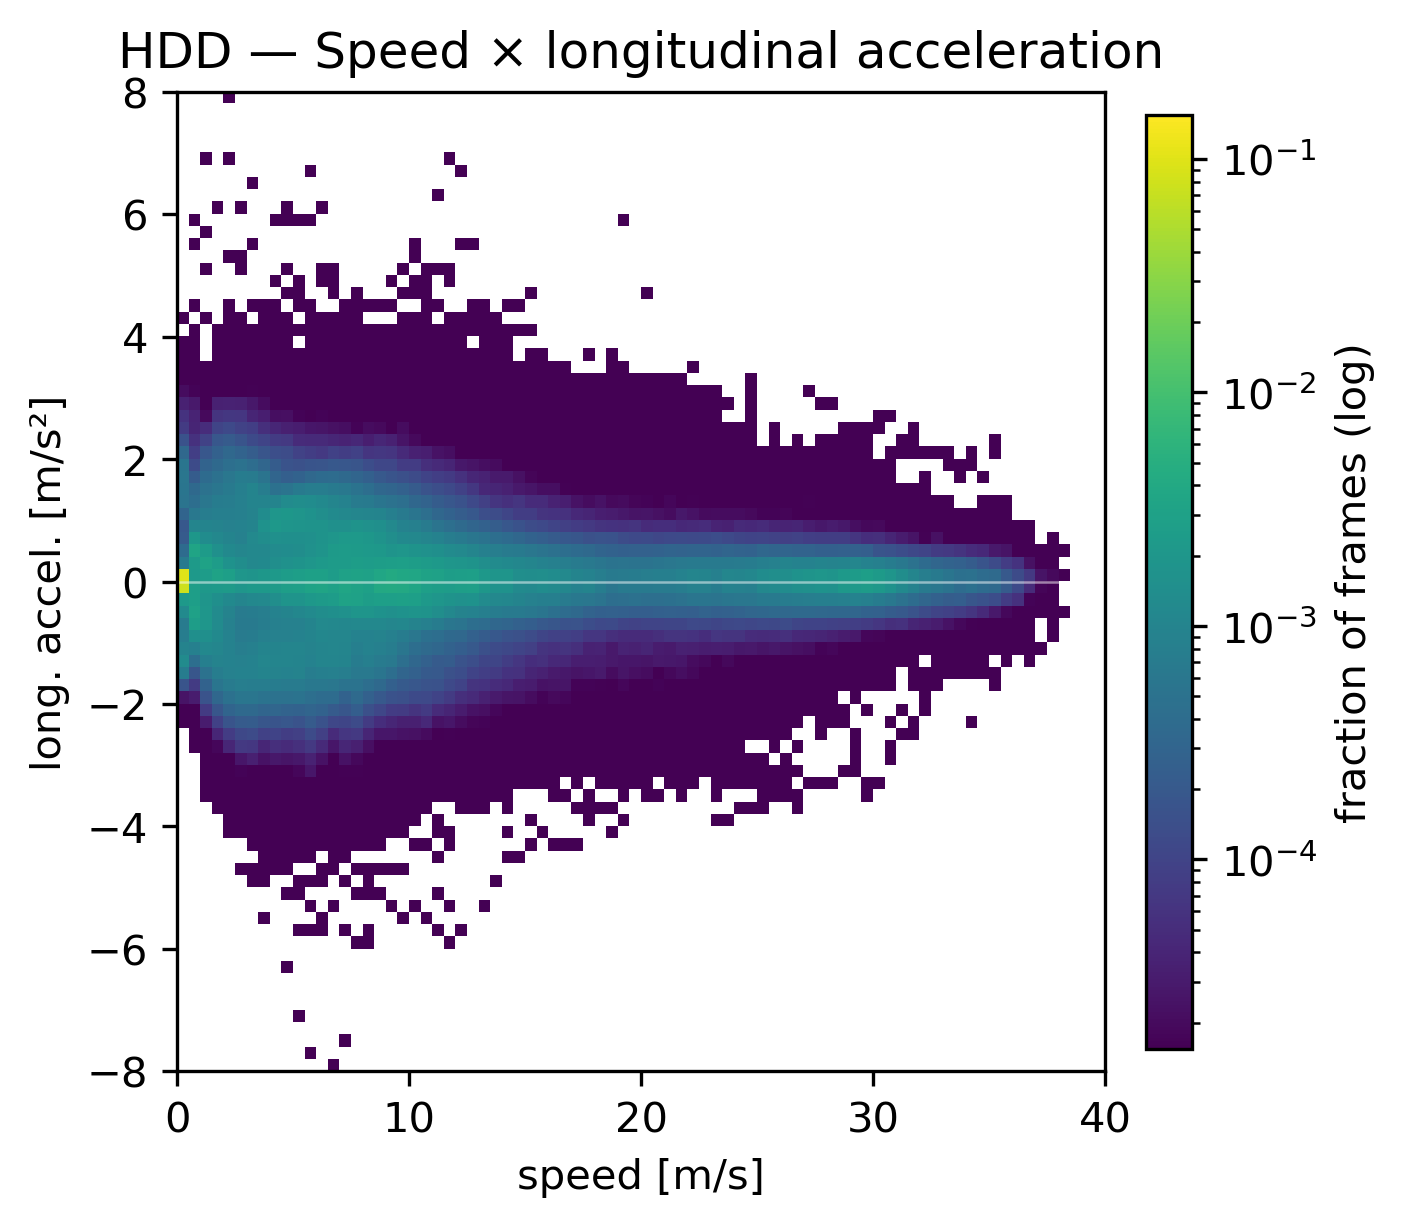 HDD — Speed × longitudinal acceleration
8
6
4
2
0
−2
−4
−6
−8
long. accel. [m/s²]
0 10 20 30 40
speed [m/s]
10⁻¹
10⁻²
10⁻³
10⁻⁴
fraction of frames (log)